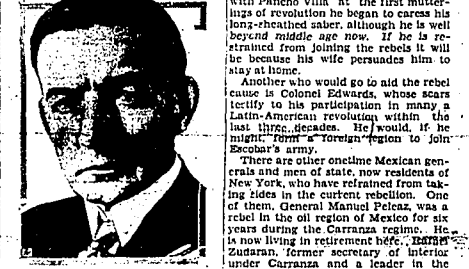 with Pancho Villa at the first mutter-
ings of revolution he began to caress his
long-sheathed saber, although he is well
beyond middle age now. If he is re-
strained from joining the rebels it will
be because his wife persuades him to
stay at home.
Another who would go to aid the rebel
cause is Colonel Edwards, whose scars
testify to his participation in many a
Latin-American revolution within the
last three decades. He would, if he
might, form a foreign legion to join
Escobar's army.
There are other onetime Mexican gen-
erals and men of state, now residents of
New York, who have refrained from tak-
ing sides in the current rebellion. One
of them, General Manuel Pelcaz, was a
rebel in the oil region of Mexico for six
years during the Carranza regime. He
is now living in retirement here. Rafael
Zudaran, former secretary of interior
under Carranza and a leader in the